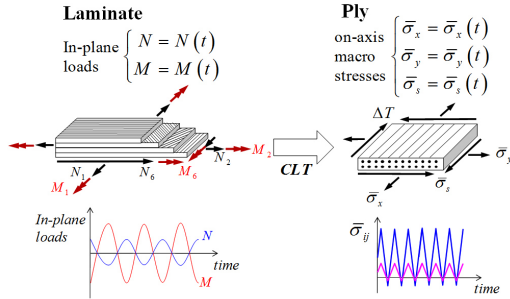 Laminate
In-plane loads
N = N(t)
M = M(t)
N₁
N₆
M₆
N₂
M₂
M₁
CLT
Ply
on-axis macro stresses
σ̅ₓ = σ̅ₓ(t)
σ̅ᵧ = σ̅ᵧ(t)
σ̅ₛ = σ̅ₛ(t)
ΔT
σ̅ᵧ
σ̅ₛ
σ̅ₓ
In-plane loads
N
M
time
σ̅ᵢⱼ
time